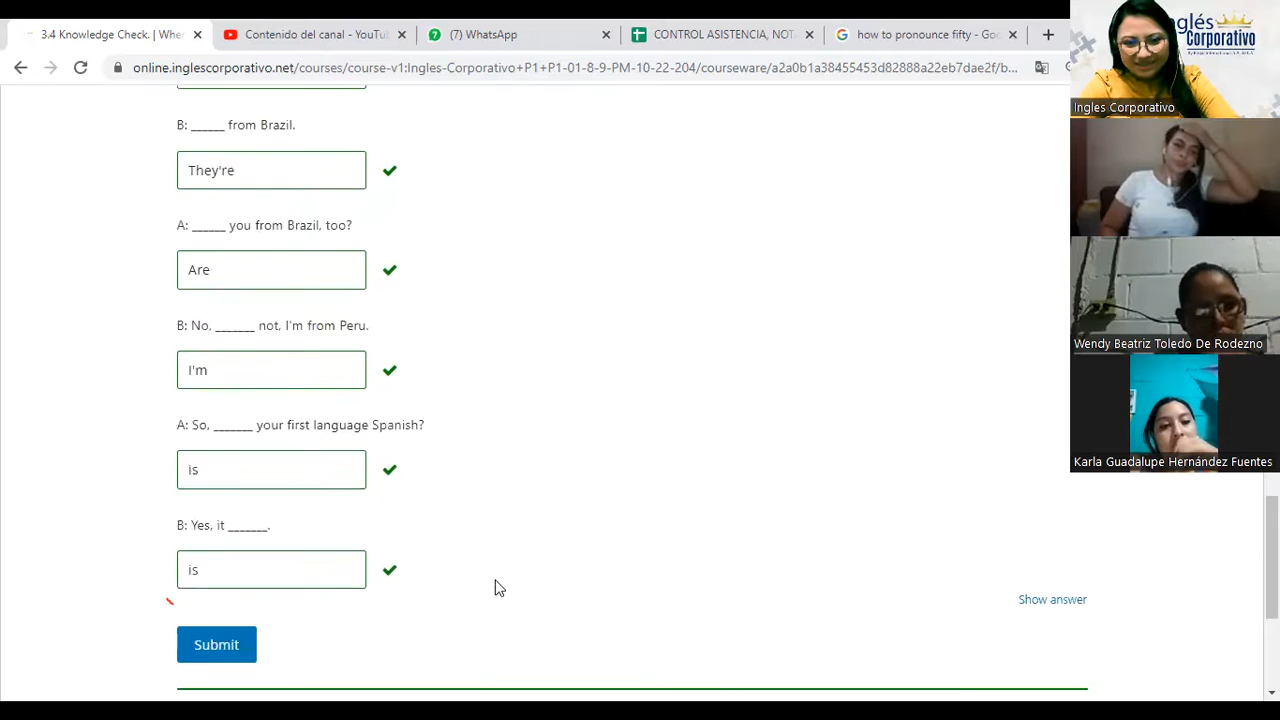 3.4 Knowledge Check. | Wher
Contenido del canal - YouTu
(7) WhatsApp
CONTROL ASISTENCIA, NOT
how to pronounce fifty - Goo
online.inglescorporativo.net/courses/course-v1:Ingles-Corporativo+P1+P1-01-8-9-PM-10-22-204/courseware/a2a0b1a38455453d82888a22eb7dae2f/b...
Inglés
Corporativo
Ingles Corporativo
B: ______ from Brazil.
They're
A: ______ you from Brazil, too?
Are
B: No, _______ not, I'm from Peru.
I'm
A: So, _______ your first language Spanish?
is
B: Yes, it _______.
is
Show answer
Submit
Wendy Beatriz Toledo De Rodezno
Karla Guadalupe Hernández Fuentes